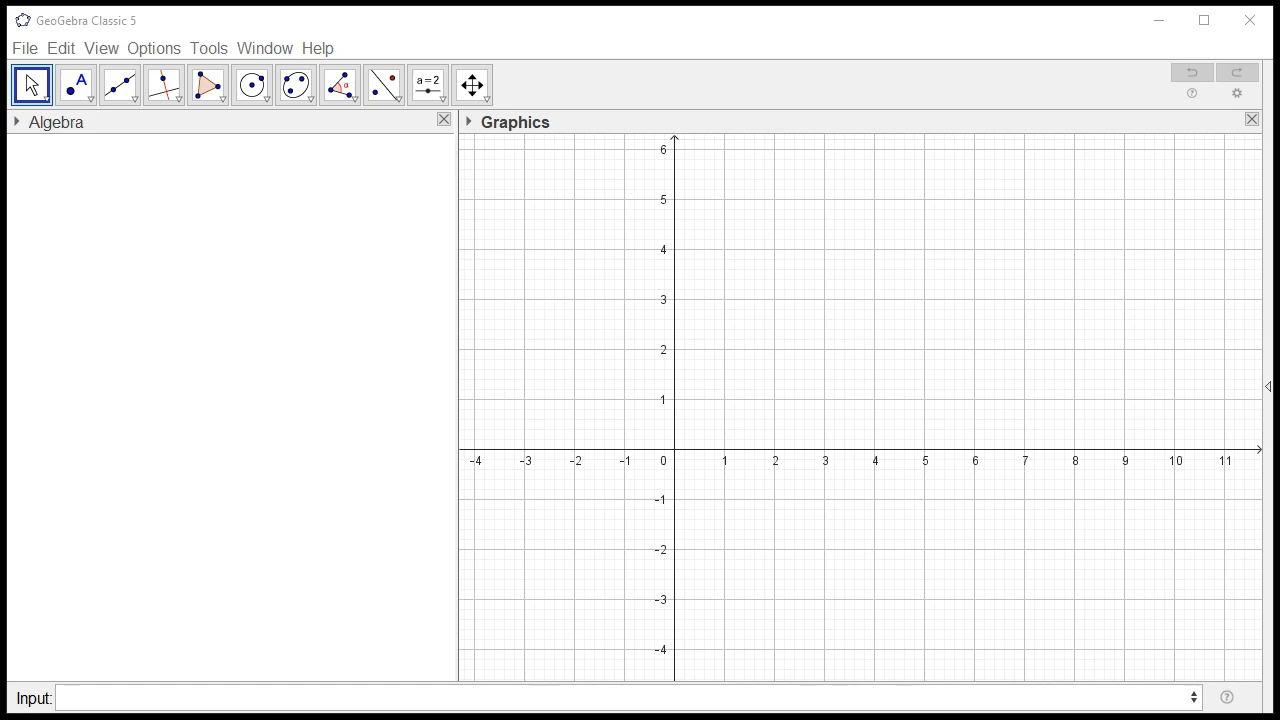 GeoGebra Classic 5
File Edit View Options Tools Window Help
A
α
a=2
Algebra
Graphics
6
5
4
3
2
1
-4 -3 -2 -1 0 1 2 3 4 5 6 7 8 9 10 11
-1
-2
-3
-4
Input: